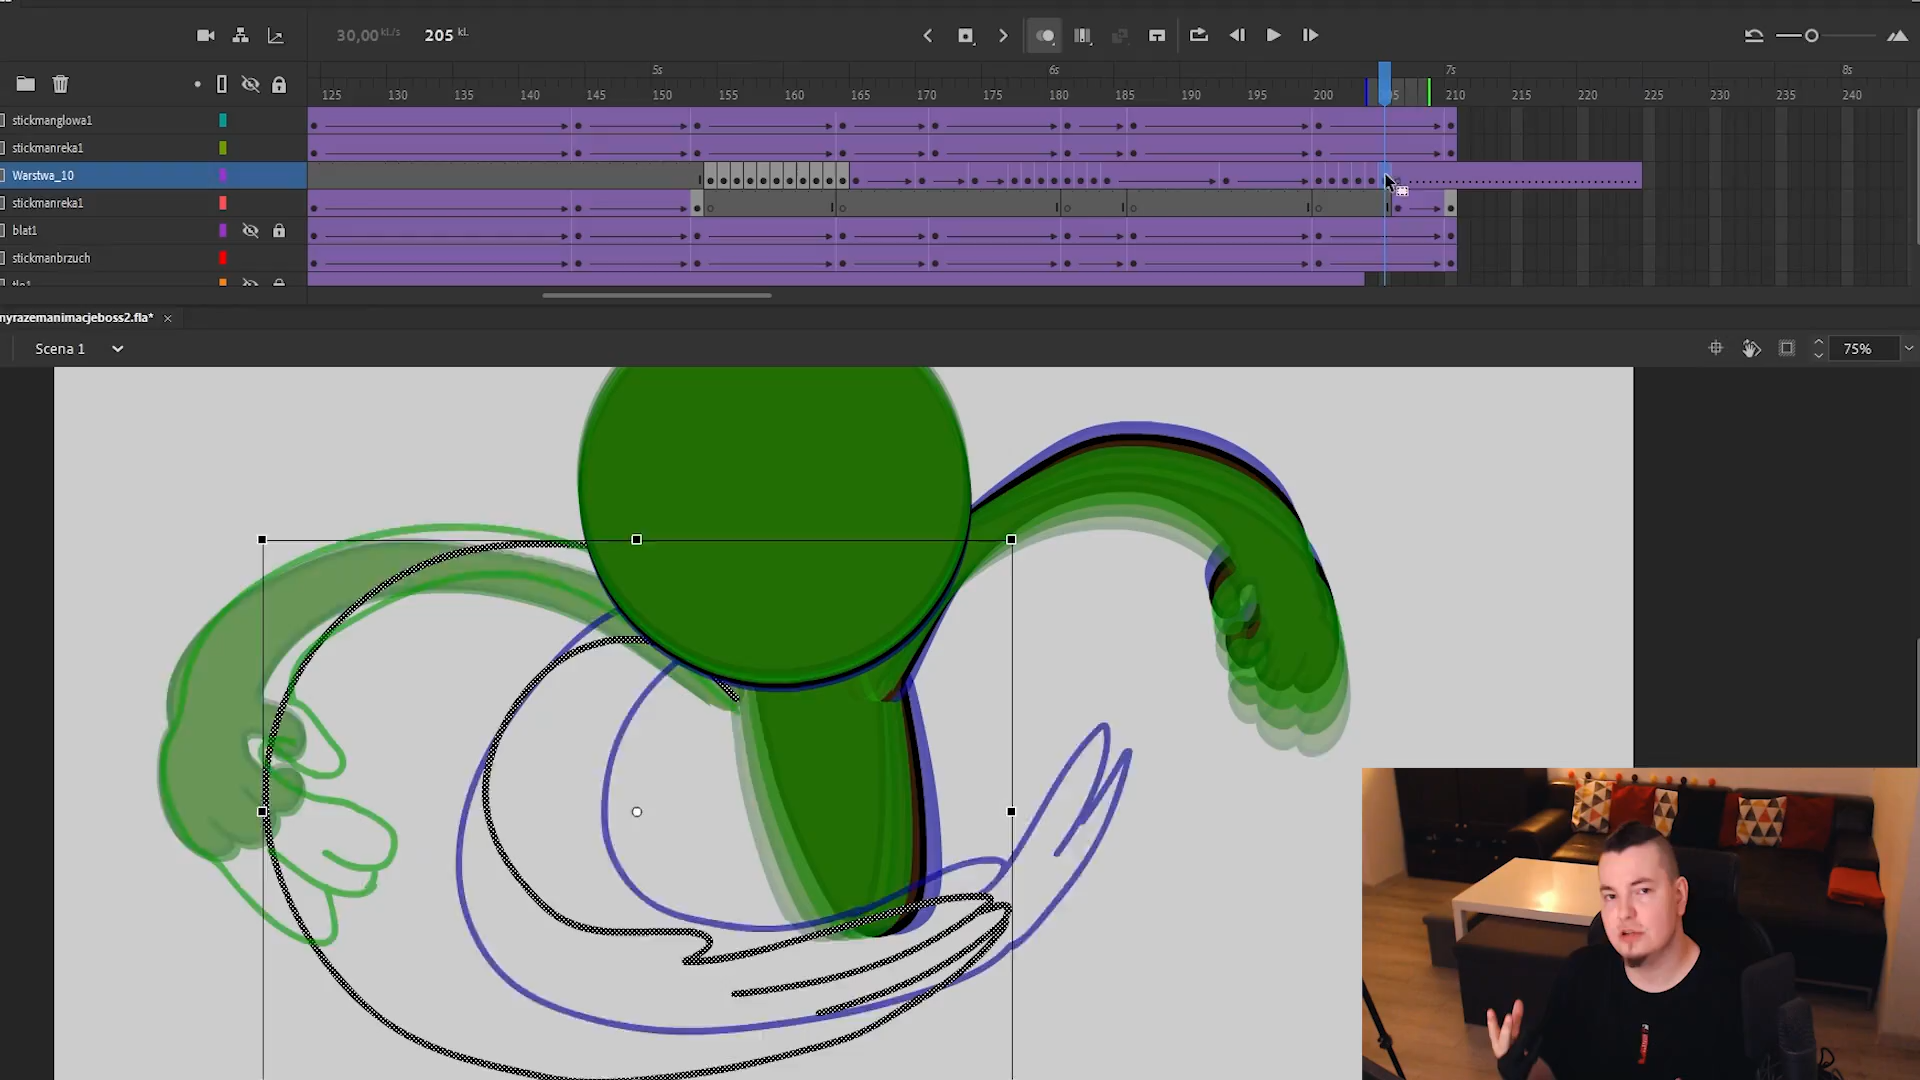 30,00 kl./s 205 kl.
5s 6s 7s 8s
125 130 135 140 145 150 155 160 165 170 175 180 185 190 195 200 210 215 220 225 230 235 240
stickmanglowa1
stickmanreka1
Warstwa_10
stickmanreka1
blat1
stickmanbrzuch
tlo1
myrazemanimacjeboss2.fla* ×
Scena 1 75%